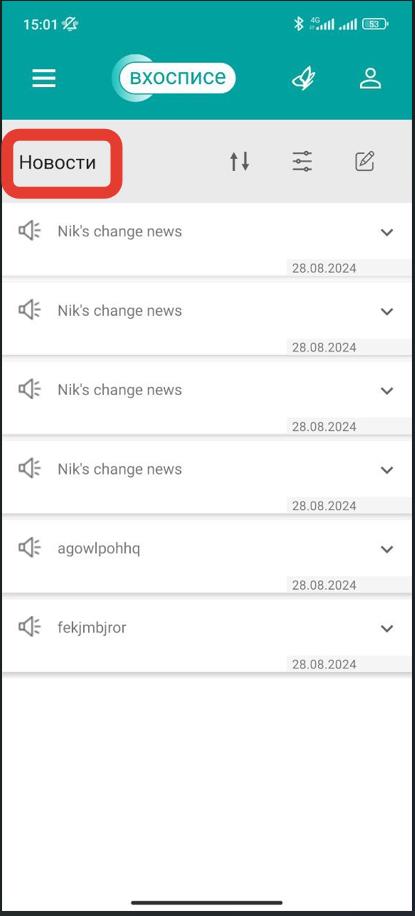 15:01 4G 53
вхосписе
Новости
Nik's change news
28.08.2024
Nik's change news
28.08.2024
Nik's change news
28.08.2024
Nik's change news
28.08.2024
agowlpohhq
28.08.2024
fekjmbjror
28.08.2024